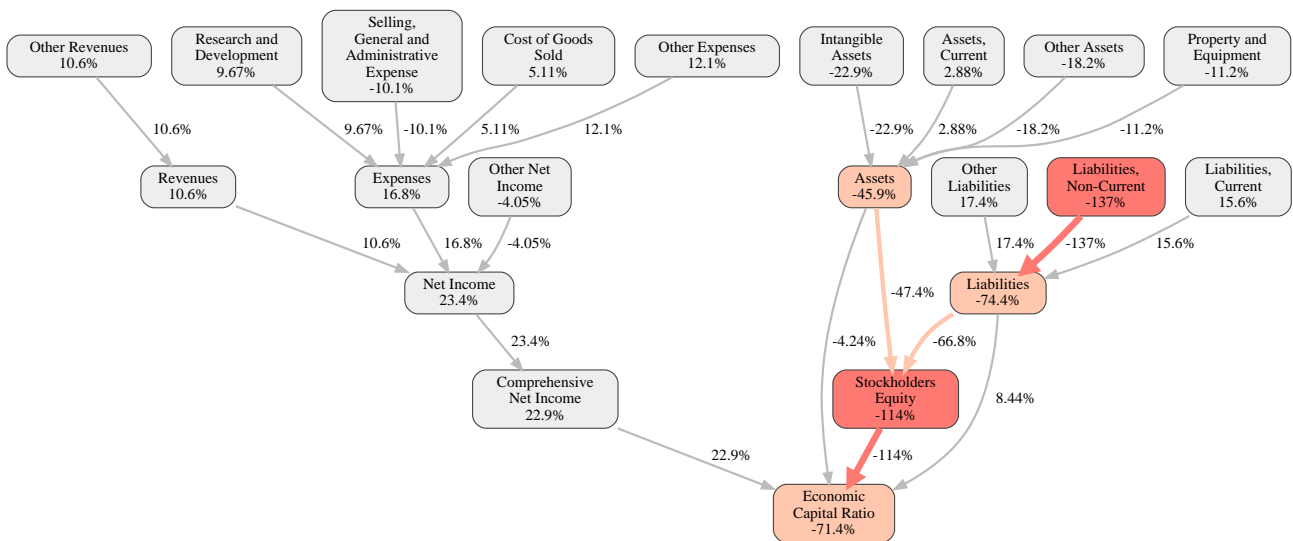 Other Revenues
10.6%
Research and
Development
9.67%
Selling,
General and
Administrative
Expense
-10.1%
Cost of Goods
Sold
5.11%
Other Expenses
12.1%
Intangible
Assets
-22.9%
Assets,
Current
2.88%
Other Assets
-18.2%
Property and
Equipment
-11.2%
10.6%
9.67%
-10.1%
5.11%
12.1%
-22.9%
2.88%
-18.2%
-11.2%
Revenues
10.6%
Expenses
16.8%
Other Net
Income
-4.05%
Assets
-45.9%
Other
Liabilities
17.4%
Liabilities,
Non-Current
-137%
Liabilities,
Current
15.6%
10.6%
16.8%
-4.05%
17.4%
-137%
15.6%
Net Income
23.4%
-47.4%
Liabilities
-74.4%
23.4%
-4.24%
-66.8%
Comprehensive
Net Income
22.9%
Stockholders
Equity
-114%
8.44%
22.9%
-114%
Economic
Capital Ratio
-71.4%